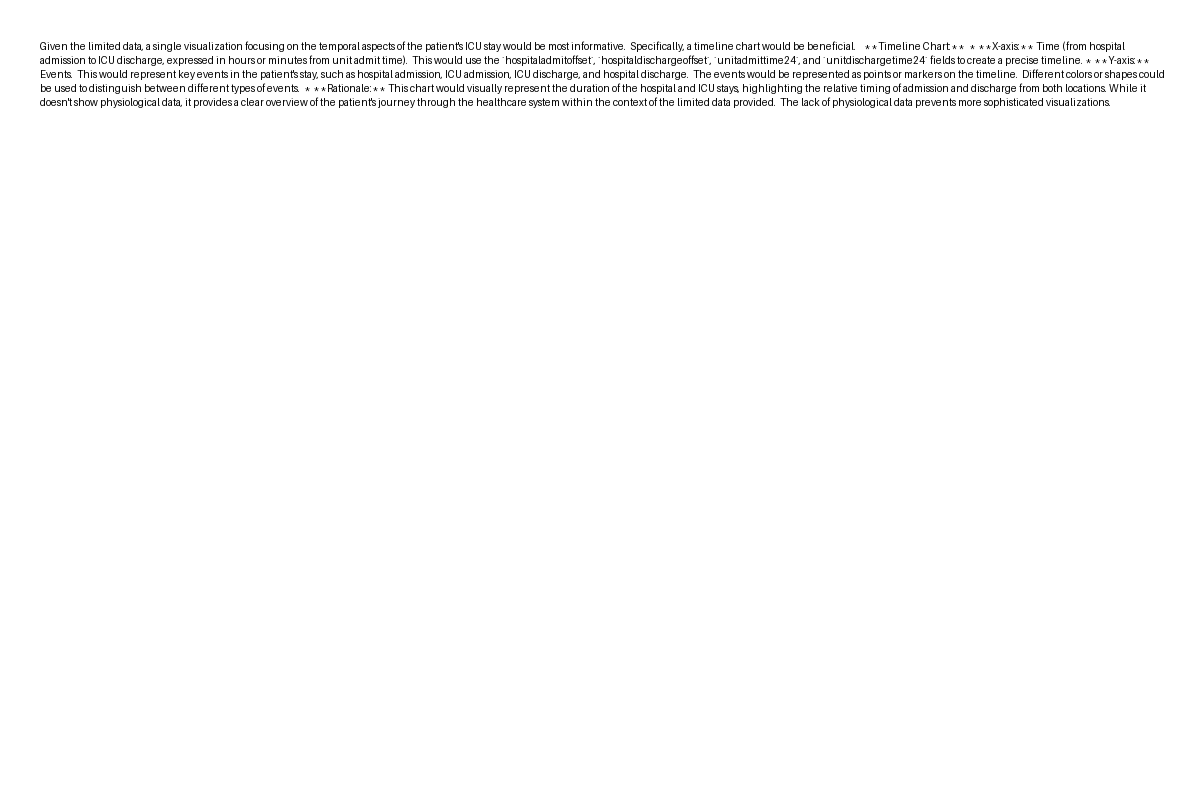 Given the limited data, a single visualization focusing on the temporal aspects of the patient's ICU stay would be most informative.  Specifically, a timeline chart would be beneficial.   **Timeline Chart:**  * **X-axis:** Time (from hospital
admission to ICU discharge, expressed in hours or minutes from unit admit time).  This would use the `hospitaladmitoffset`, `hospitaldischargeoffset`, `unitadmittime24`, and `unitdischargetime24` fields to create a precise timeline. * **Y-axis:**
Events.  This would represent key events in the patient's stay, such as hospital admission, ICU admission, ICU discharge, and hospital discharge.  The events would be represented as points or markers on the timeline.  Different colors or shapes could
be used to distinguish between different types of events.  * **Rationale:** This chart would visually represent the duration of the hospital and ICU stays, highlighting the relative timing of admission and discharge from both locations. While it
doesn't show physiological data, it provides a clear overview of the patient's journey through the healthcare system within the context of the limited data provided.  The lack of physiological data prevents more sophisticated visualizations.